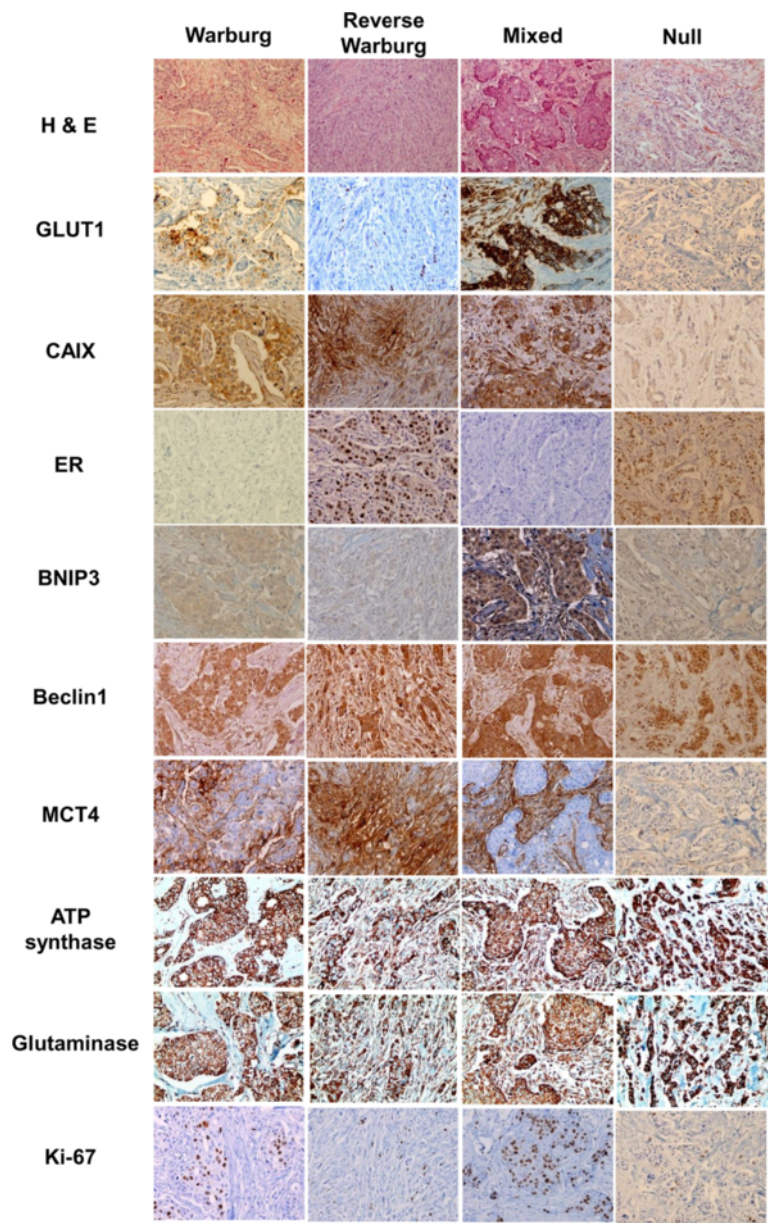 Warburg
Reverse
Warburg
Mixed
Null
H & E
GLUT1
CAIX
ER
BNIP3
Beclin1
MCT4
ATP
synthase
Glutaminase
Ki-67